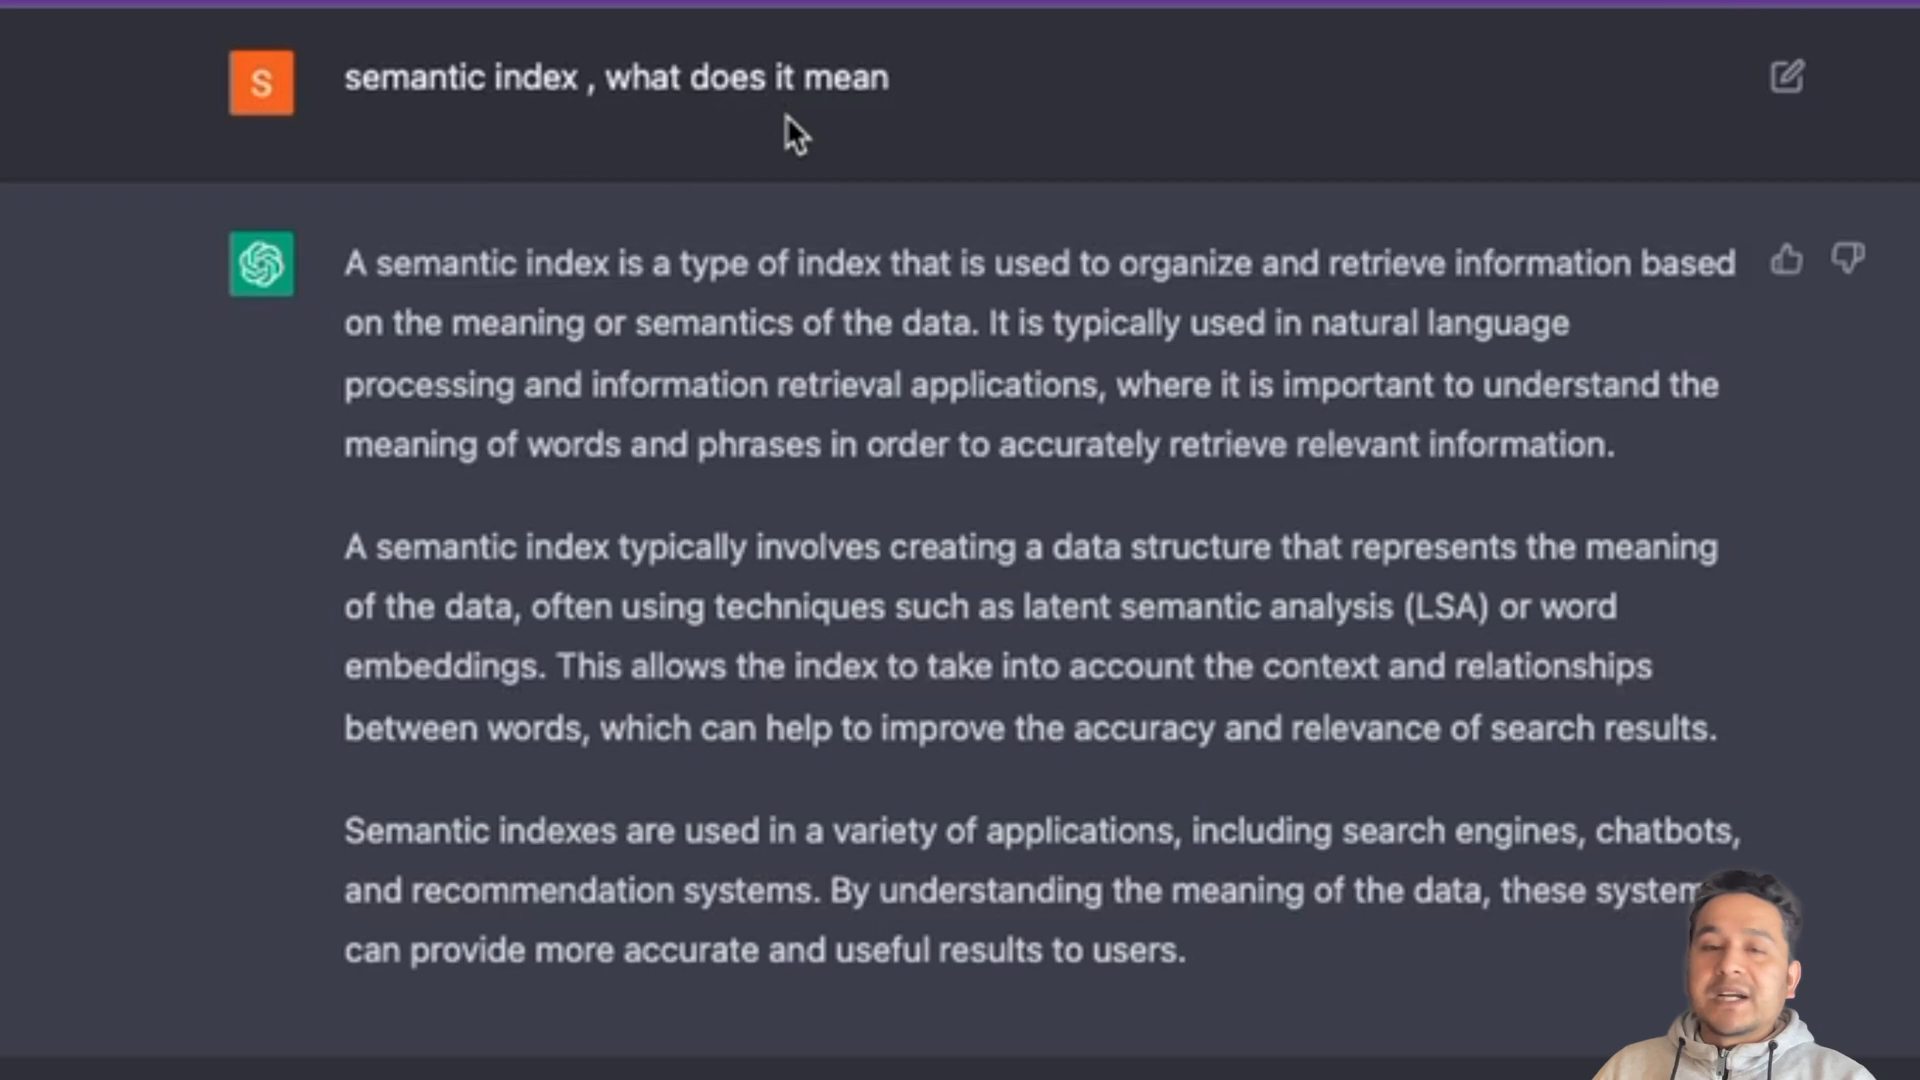 S
semantic index , what does it mean
A semantic index is a type of index that is used to organize and retrieve information based
on the meaning or semantics of the data. It is typically used in natural language
processing and information retrieval applications, where it is important to understand the
meaning of words and phrases in order to accurately retrieve relevant information.
A semantic index typically involves creating a data structure that represents the meaning
of the data, often using techniques such as latent semantic analysis (LSA) or word
embeddings. This allows the index to take into account the context and relationships
between words, which can help to improve the accuracy and relevance of search results.
Semantic indexes are used in a variety of applications, including search engines, chatbots,
and recommendation systems. By understanding the meaning of the data, these system
can provide more accurate and useful results to users.